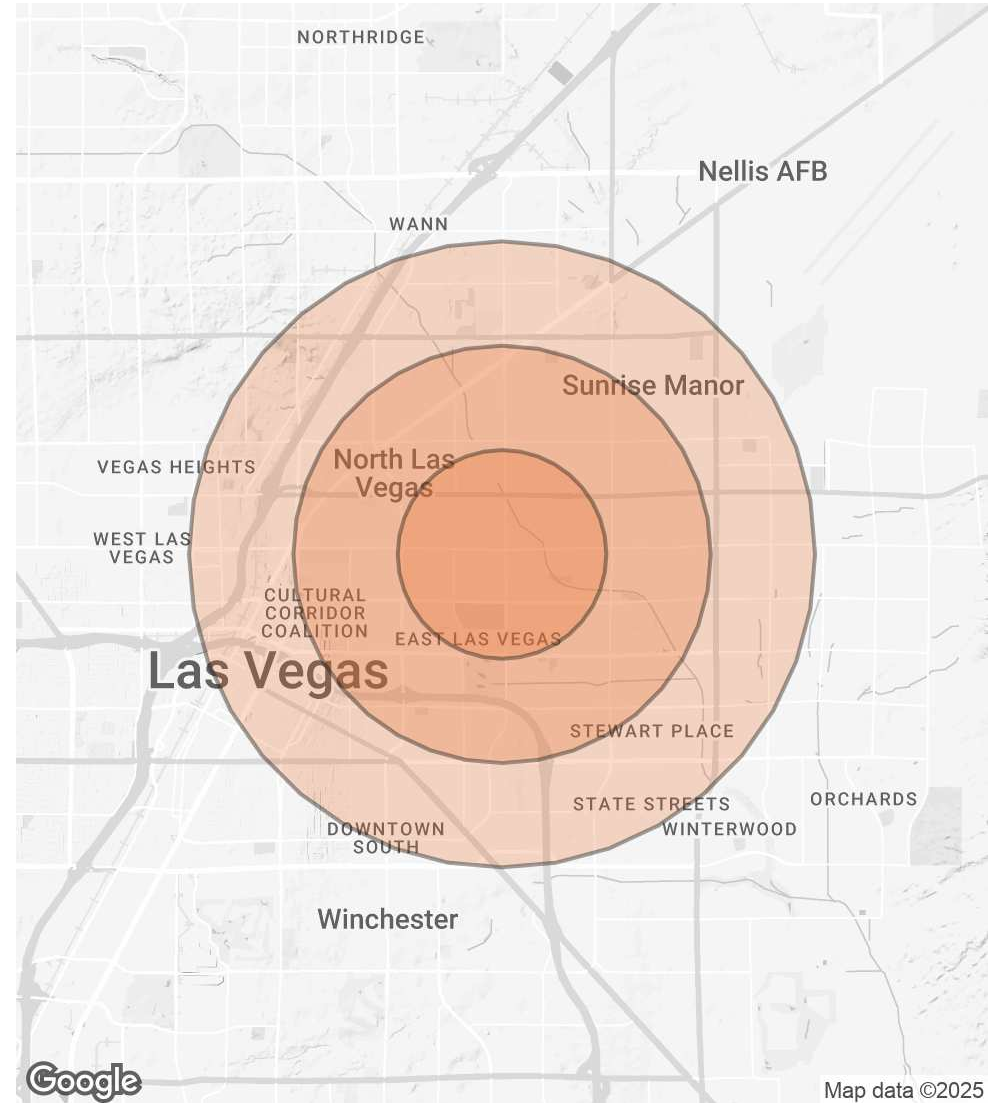 NORTHRIDGE
Nellis AFB
WANN
Sunrise Manor
North Las
Vegas
VEGAS HEIGHTS
WEST LAS
VEGAS
CULTURAL
CORRIDOR
COALITION
EAST LAS VEGAS
Las Vegas
STEWART PLACE
STATE STREETS
ORCHARDS
WINTERWOOD
DOWNTOWN
SOUTH
Winchester
Google
Map data ©2025